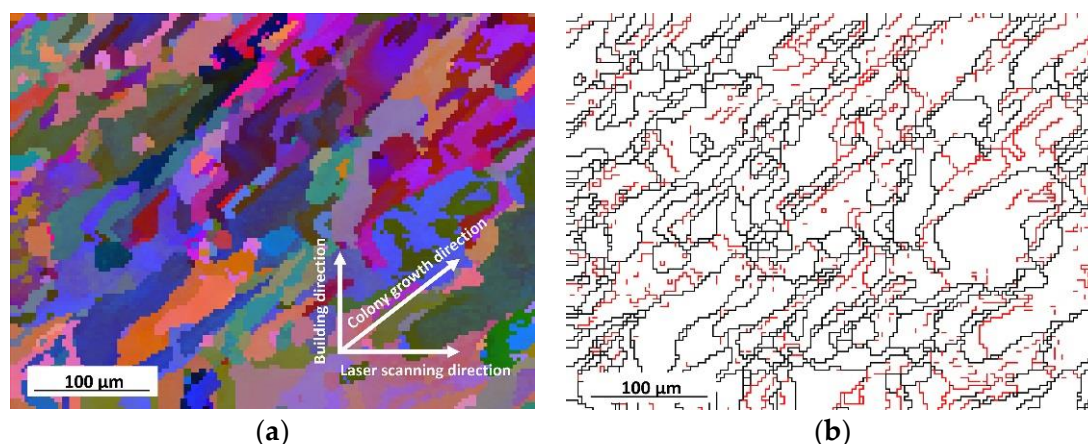 Building direction
Colony growth direction
Laser scanning direction
100 µm
100 µm
(a)
(b)